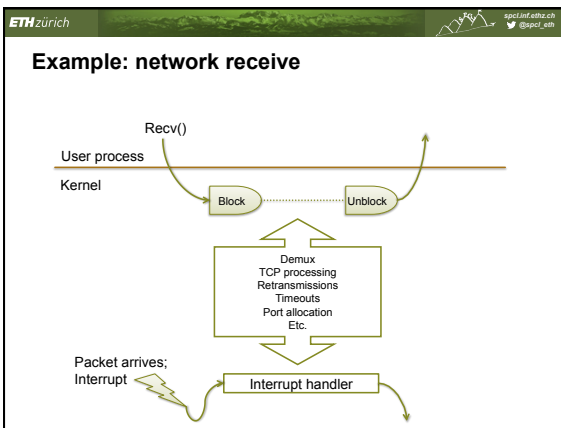 ETH zürich
spcl.inf.ethz.ch
@spcl_eth
Example: network receive
Recv()
User process
Kernel
Block
Unblock
Demux
TCP processing
Retransmissions
Timeouts
Port allocation
Etc.
Packet arrives;
Interrupt
Interrupt handler